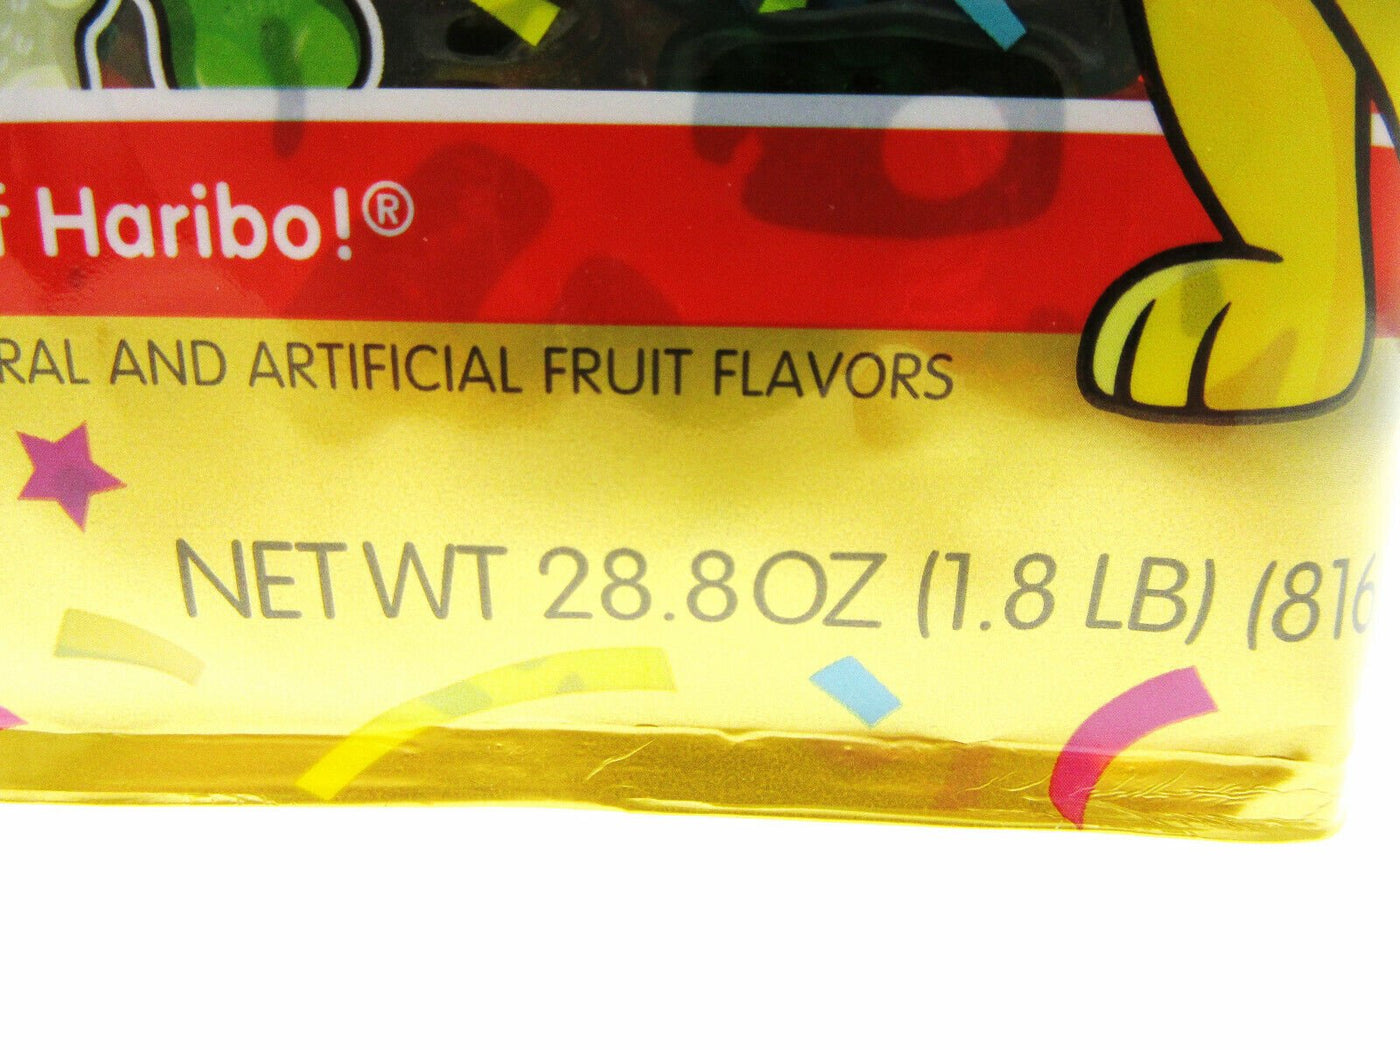 f Haribo!®
RAL AND ARTIFICIAL FRUIT FLAVORS
NET WT 28.8 OZ (1.8 LB) (816